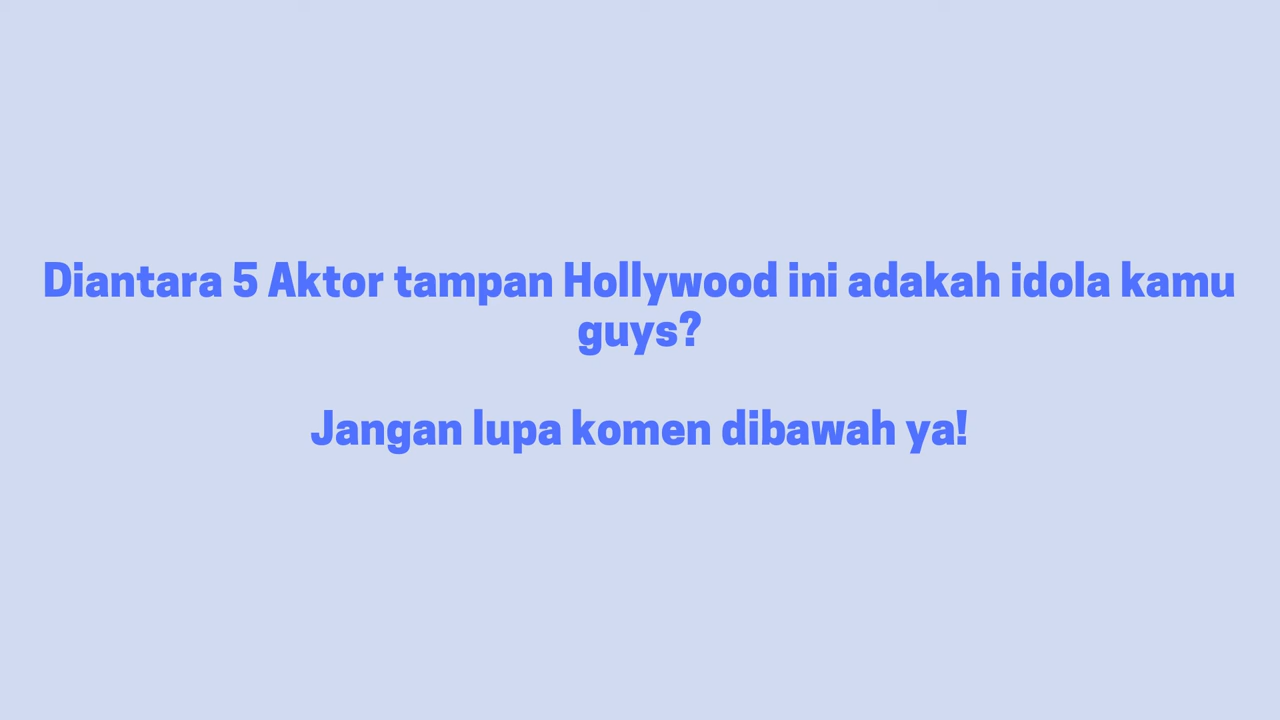 Diantara 5 Aktor tampan Hollywood ini adakah idola kamu
guys?
Jangan lupa komen dibawah ya!